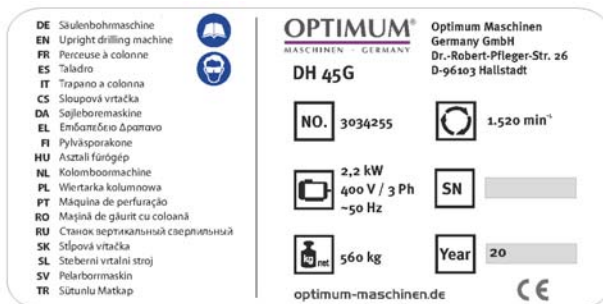 DE Säulenbohrmaschine
EN Upright drilling machine
FR Perceuse à colonne
ES Taladro
IT Trapano a colonna
CS Sloupová vrtačka
DA Søjleboremaskine
EL Επιδαπεδειο Δραπανο
FI Pylväsporakone
HU Asztali fúrógép
NL Kolomboormachine
PL Wiertarka kolumnowa
PT Máquina de perfuração
RO Maşină de găurit cu coloană
RU Станок вертикальный сверлильный
SK Stĺpová vŕtačka
SL Steberni vrtalni stroj
SV Pelarborrmaskin
TR Sütunlu Matkap
OPTIMUM®
MASCHINEN - GERMANY
DH 45G
Optimum Maschinen
Germany GmbH
Dr.-Robert-Pfleger-Str. 26
D-96103 Hallstadt
NO. 3034255
1.520 min⁻¹
2,2 kW
400 V / 3 Ph
~50 Hz
SN
kg net 560 kg
Year 20
optimum-maschinen.de
CE